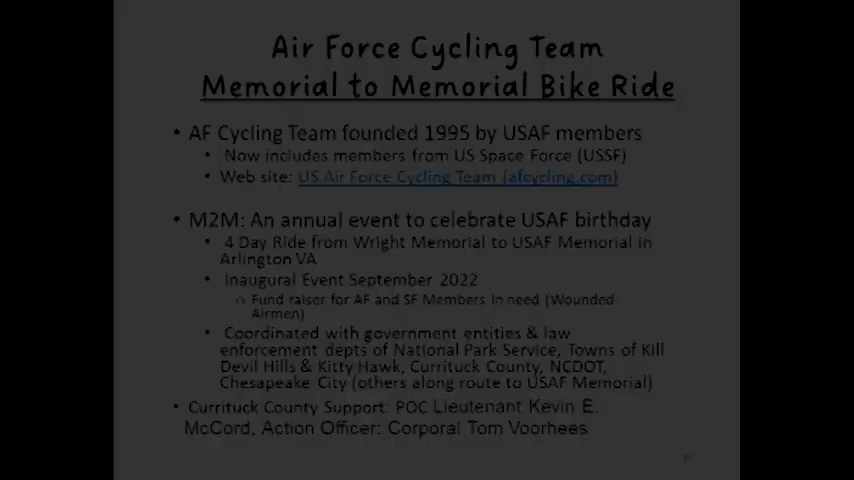 Air Force Cycling Team
Memorial to Memorial Bike Ride
• AF Cycling Team founded 1995 by USAF members
• Now includes members from US Space Force (USSF)
• Web site: US Air Force Cycling Team (afcycling.com)
• M2M: An annual event to celebrate USAF birthday
• 4 Day Ride from Wright Memorial to USAF Memorial in
Arlington VA
• Inaugural Event September 2022
o Fund raiser for AF and SF Members in need (Wounded
Airmen)
• Coordinated with government entities & law
enforcement depts of National Park Service, Towns of Kill
Devil Hills & Kitty Hawk, Currituck County, NCDOT,
Chesapeake City (others along route to USAF Memorial)
• Currituck County Support: POC Lieutenant Kevin E.
McCord, Action Officer: Corporal Tom Voorhees